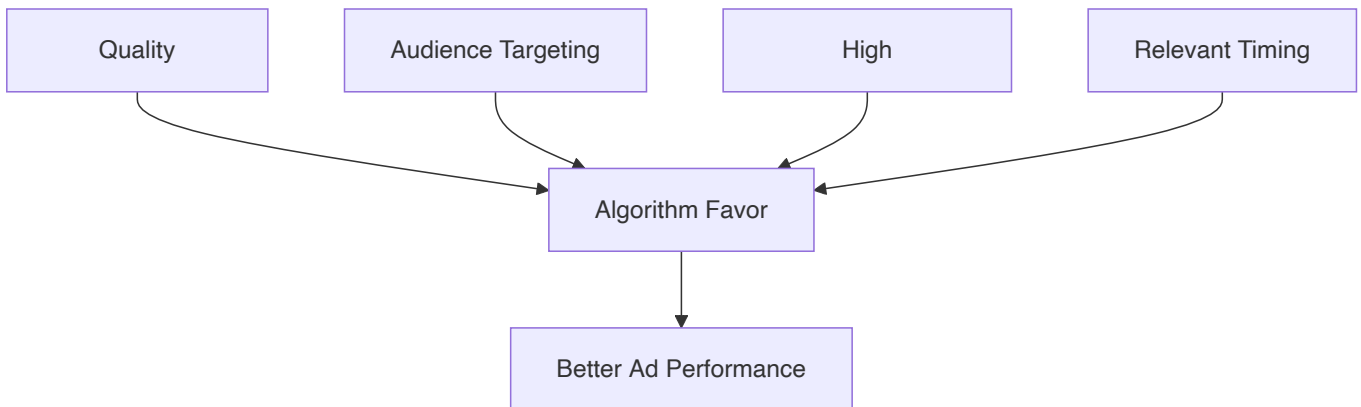 Quality
Audience Targeting
High
Relevant Timing
Algorithm Favor
Better Ad Performance